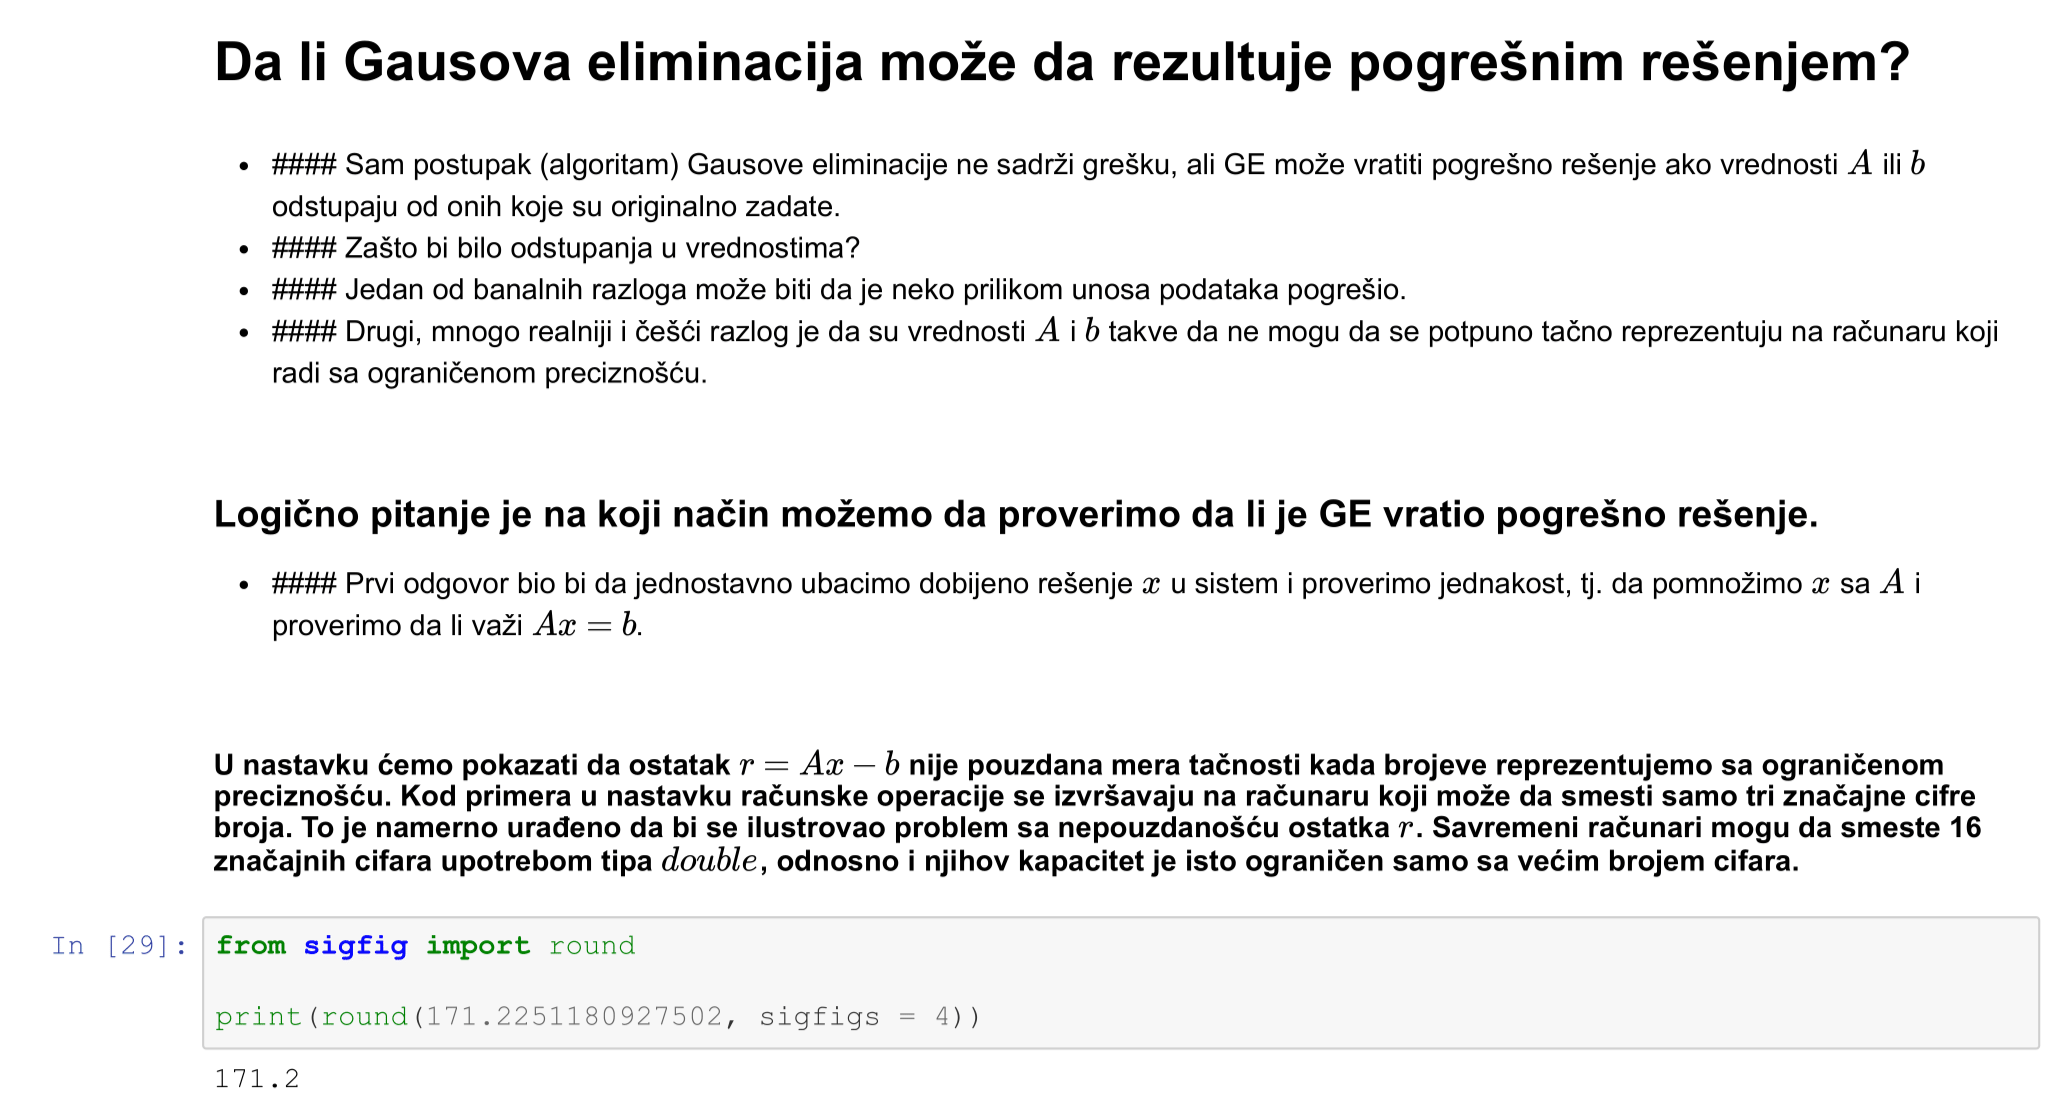 Da li Gausova eliminacija može da rezultuje pogrešnim rešenjem?
• #### Sam postupak (algoritam) Gausove eliminacije ne sadrži grešku, ali GE može vratiti pogrešno rešenje ako vrednosti A ili b
odstupaju od onih koje su originalno zadate.
• #### Zašto bi bilo odstupanja u vrednostima?
• #### Jedan od banalnih razloga može biti da je neko prilikom unosa podataka pogrešio.
• #### Drugi, mnogo realniji i češći razlog je da su vrednosti A i b takve da ne mogu da se potpuno tačno reprezentuju na računaru koji
radi sa ograničenom preciznošću.
Logično pitanje je na koji način možemo da proverimo da li je GE vratio pogrešno rešenje.
• #### Prvi odgovor bio bi da jednostavno ubacimo dobijeno rešenje x u sistem i proverimo jednakost, tj. da pomnožimo x sa A i
proverimo da li važi Ax = b.
U nastavku ćemo pokazati da ostatak r = Ax − b nije pouzdana mera tačnosti kada brojeve reprezentujemo sa ograničenom
preciznošću. Kod primera u nastavku računske operacije se izvršavaju na računaru koji može da smesti samo tri značajne cifre
broja. To je namerno urađeno da bi se ilustrovao problem sa nepouzdanošću ostatka r. Savremeni računari mogu da smeste 16
značajnih cifara upotrebom tipa double, odnosno i njihov kapacitet je isto ograničen samo sa većim brojem cifara.
In [29]: from sigfig import round
print(round(171.2251180927502, sigfigs = 4))
171.2